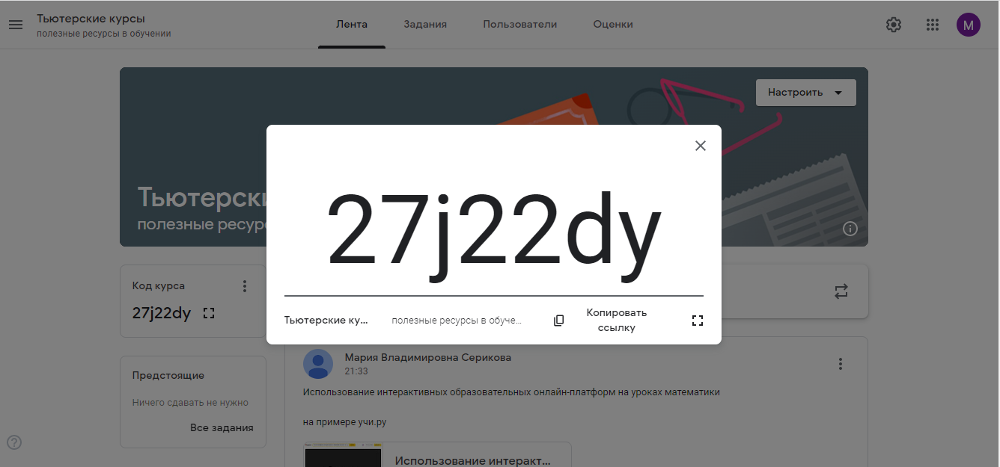 Тьютерские курсы
полезные ресурсы в обучении
Лента
Задания
Пользователи
Оценки
М
Настроить
Тьютерски
полезные ресур
27j22dy
Тьютерские ку...
полезные ресурсы в обуче...
Копировать
ссылку
Код курса
27j22dy
Предстоящие
Ничего сдавать не нужно
Все задания
Мария Владимировна Серикова
21:33
Использование интерактивных образовательных онлайн-платформ на уроках математики
на примере учи.ру
Использование интеракт...